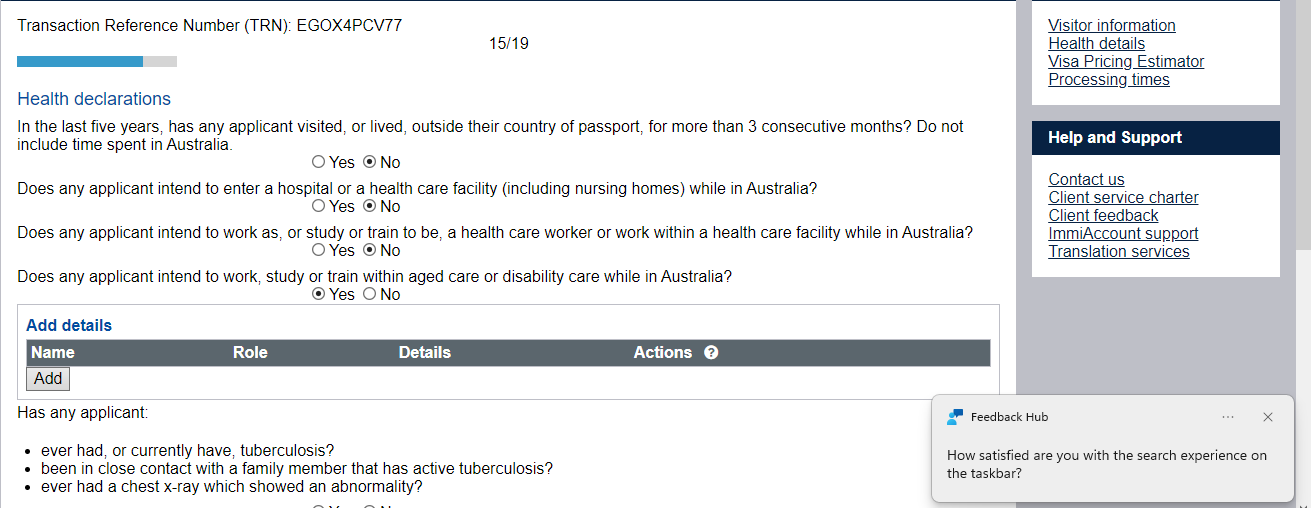 Transaction Reference Number (TRN): EGOX4PCV77
15/19
Health declarations
In the last five years, has any applicant visited, or lived, outside their country of passport, for more than 3 consecutive months? Do not
include time spent in Australia.
Yes No
Does any applicant intend to enter a hospital or a health care facility (including nursing homes) while in Australia?
Yes No
Does any applicant intend to work as, or study or train to be, a health care worker or work within a health care facility while in Australia?
Yes No
Does any applicant intend to work, study or train within aged care or disability care while in Australia?
Yes No
Add details
Name Role Details Actions ?
Add
Has any applicant:
• ever had, or currently have, tuberculosis?
• been in close contact with a family member that has active tuberculosis?
• ever had a chest x-ray which showed an abnormality?
Visitor information
Health details
Visa Pricing Estimator
Processing times
Help and Support
Contact us
Client service charter
Client feedback
ImmiAccount support
Translation services
Feedback Hub
How satisfied are you with the search experience on
the taskbar?